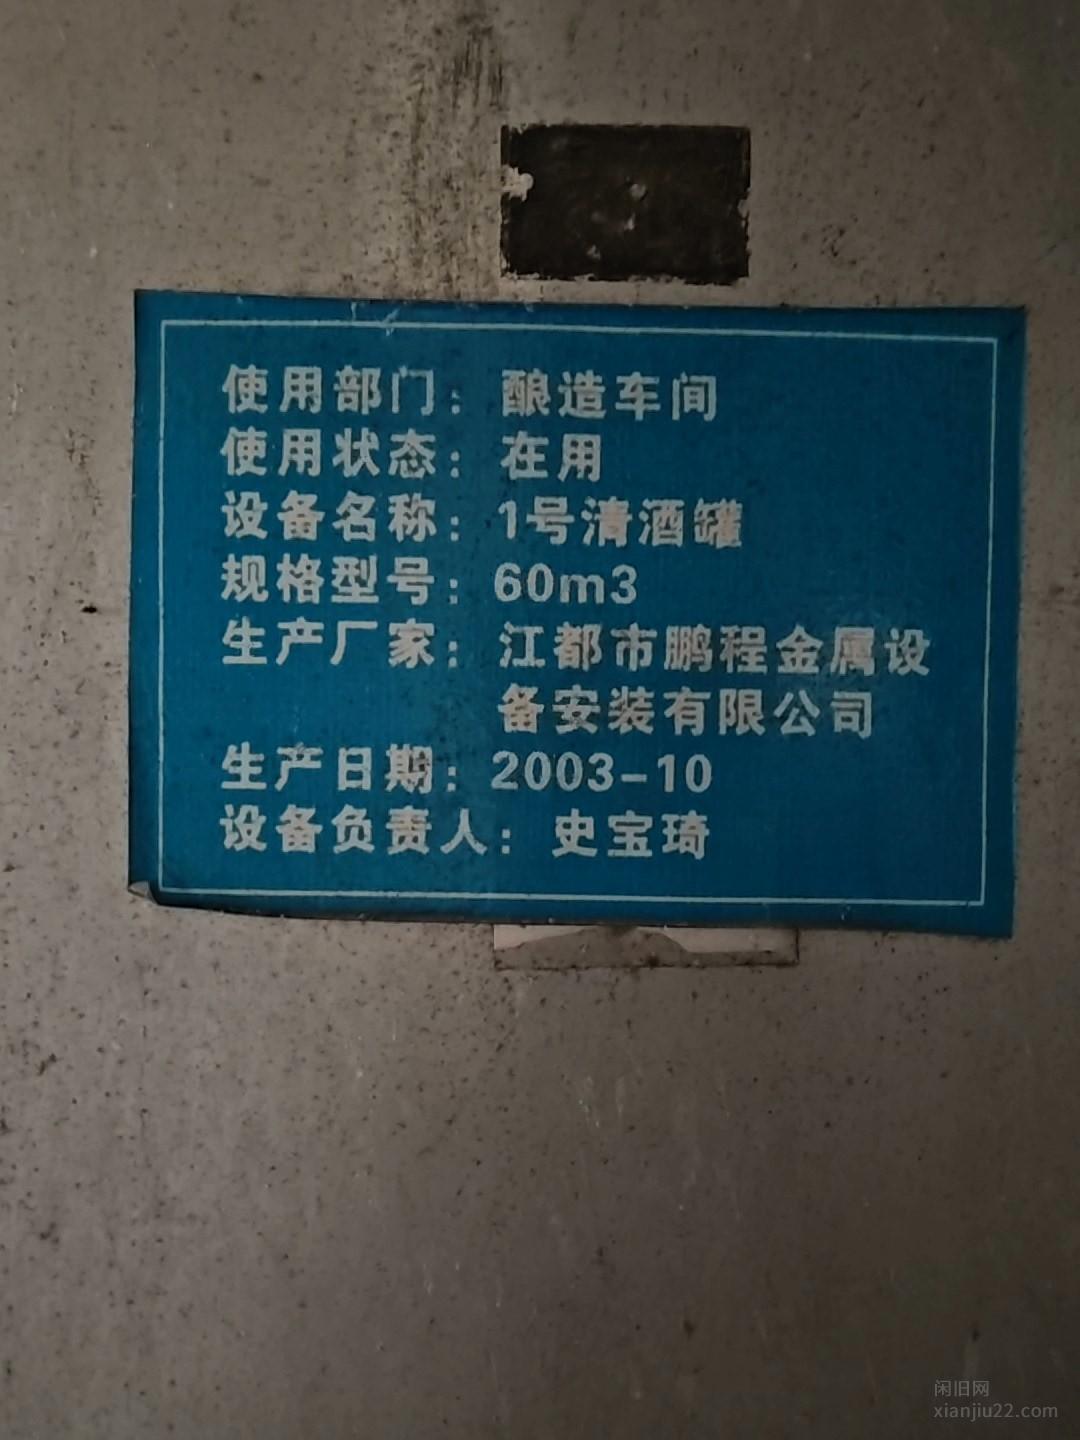 使用部门：酿造车间
使用状态：在用
设备名称：1号清酒罐
规格型号：60m3
生产厂家：江都市鹏程金属设
备安装有限公司
生产日期：2003-10
设备负责人：史宝琦
闲旧网
xianjiu22.com